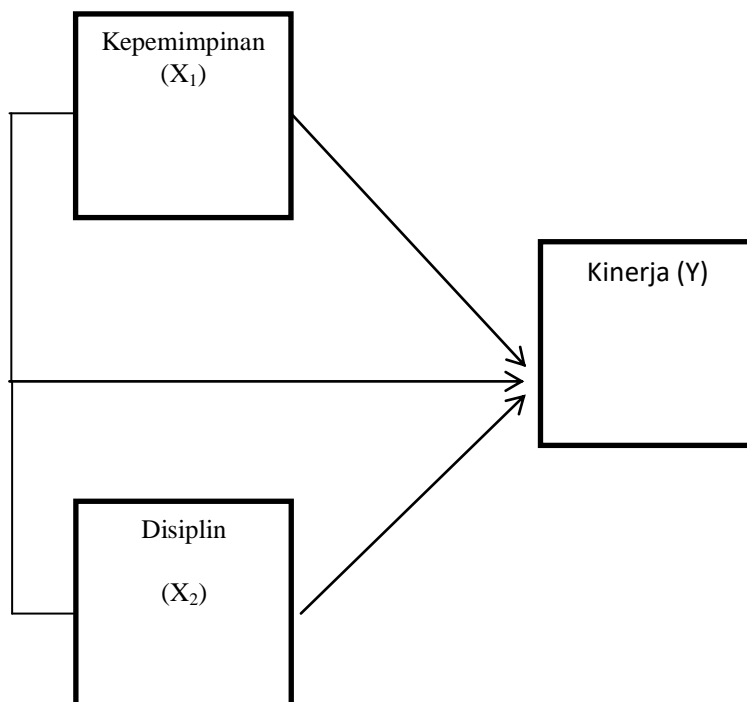 Kepemimpinan
(X₁)
Kinerja (Y)
Disiplin
(X₂)